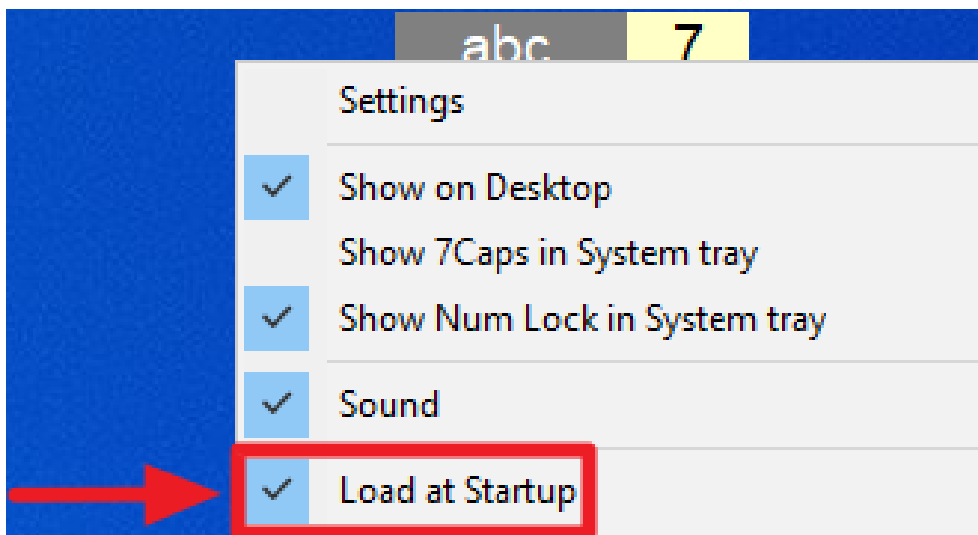 abc 7
Settings
Show on Desktop
Show 7Caps in System tray
Show Num Lock in System tray
Sound
Load at Startup